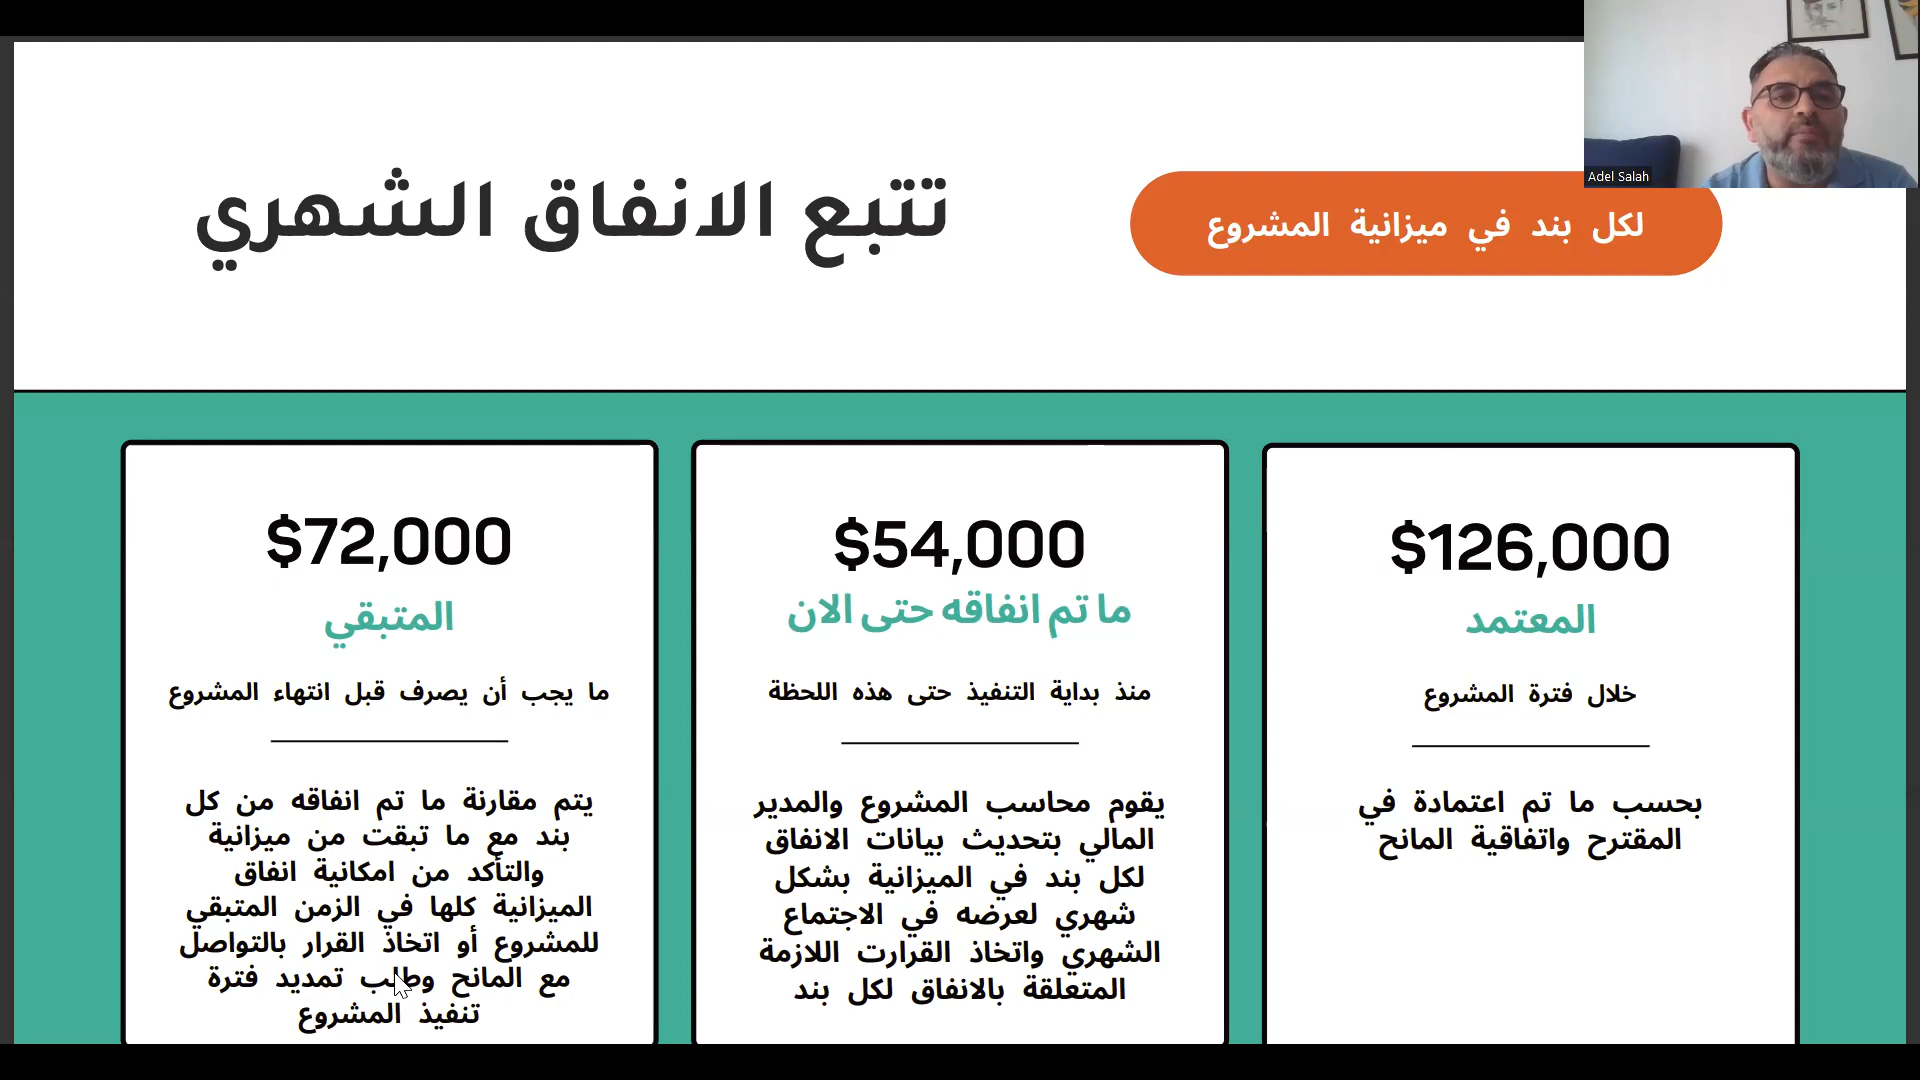 تتبع الانفاق الشهري
لكل بند في ميزانية المشروع
Adel Salah
$126,000
المعتمد
خلال فترة المشروع
بحسب ما تم اعتمادة في
المقترح واتفاقية المانح
$54,000
ما تم انفاقه حتى الان
منذ بداية التنفيذ حتى هذه اللحظة
يقوم محاسب المشروع والمدير
المالي بتحديث بيانات الانفاق
لكل بند في الميزانية بشكل
شهري لعرضه في الاجتماع
الشهري واتخاذ القرارت اللازمة
المتعلقة بالانفاق لكل بند
$72,000
المتبقي
ما يجب أن يصرف قبل انتهاء المشروع
يتم مقارنة ما تم انفاقه من كل
بند مع ما تبقت من ميزانية
والتأكد من امكانية انفاق
الميزانية كلها في الزمن المتبقي
للمشروع أو اتخاذ القرار بالتواصل
مع المانح وطلب تمديد فترة
تنفيذ المشروع